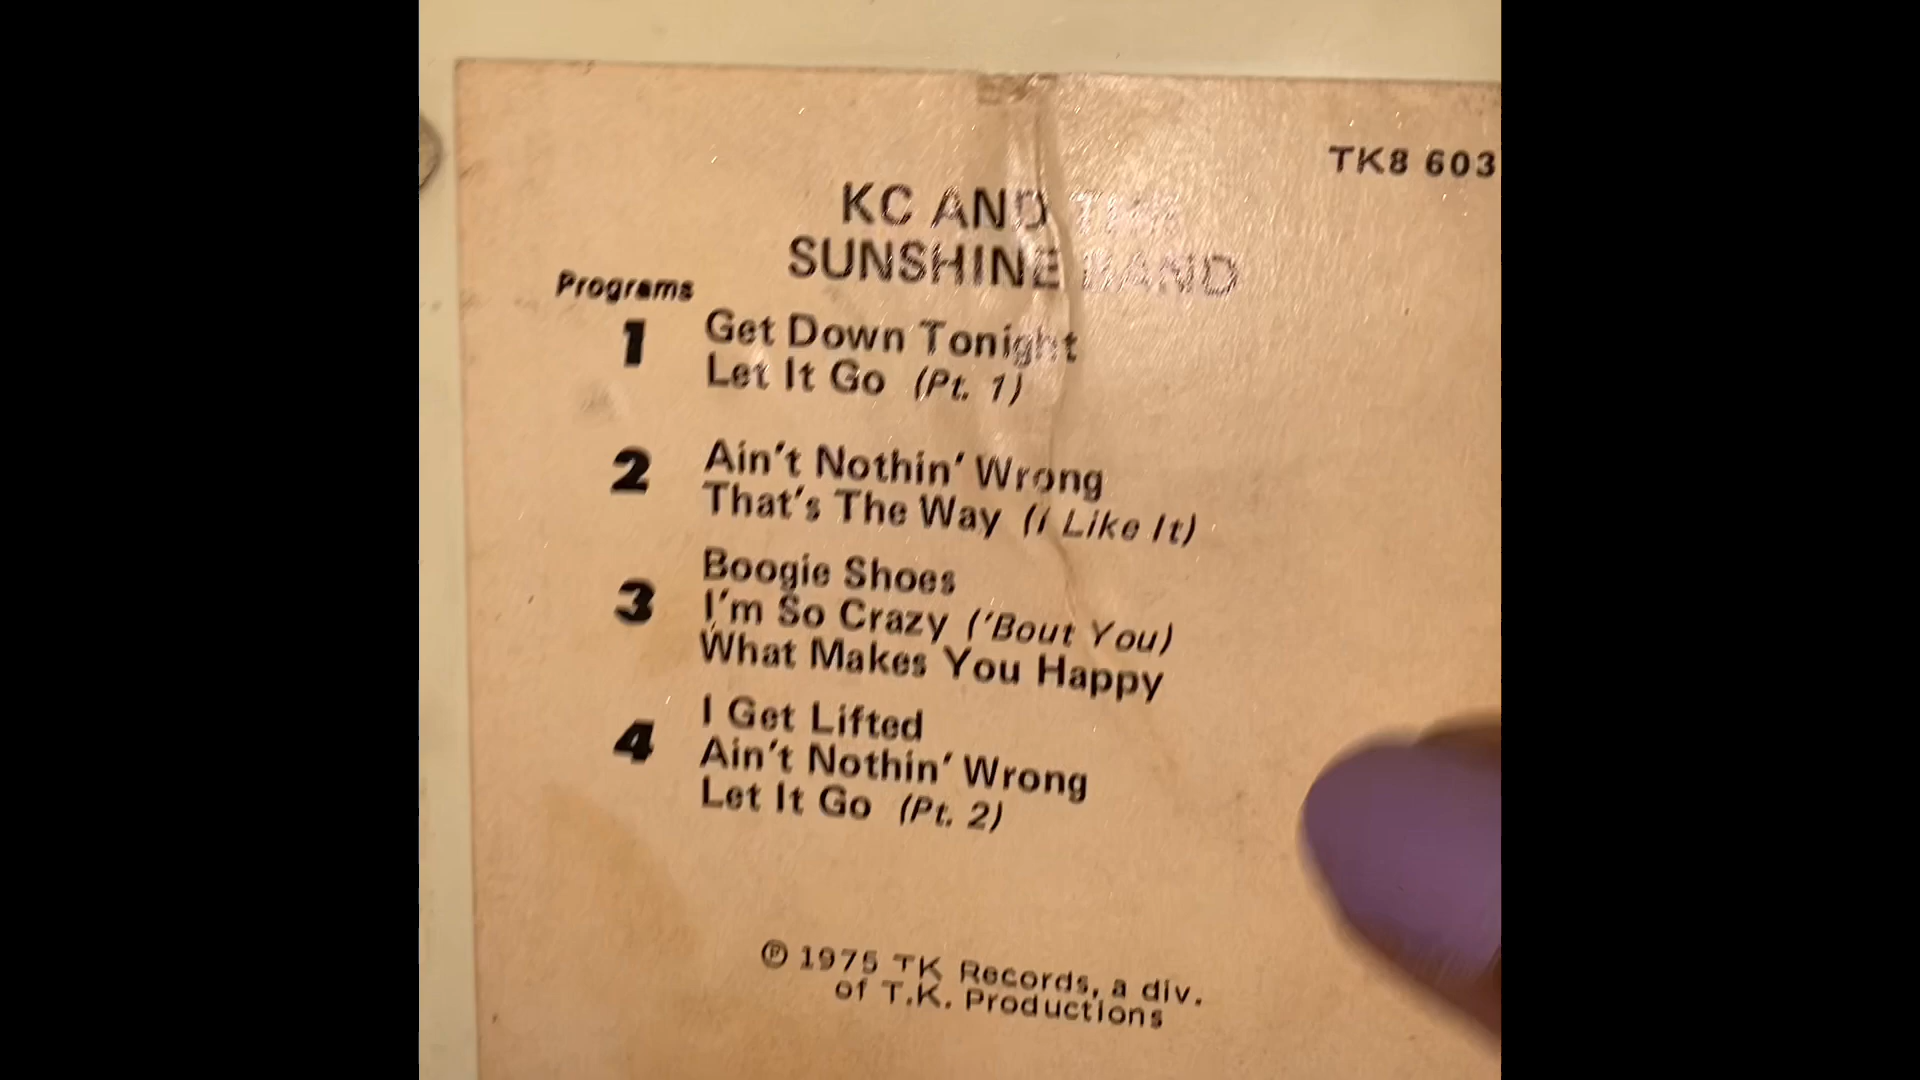 TK8 603
KC AND THE
SUNSHINE BAND
Programs
1 Get Down Tonight
Let It Go (Pt. 1)
2 Ain't Nothin' Wrong
That's The Way (I Like It)
3 Boogie Shoes
I'm So Crazy ('Bout You)
What Makes You Happy
4 I Get Lifted
Ain't Nothin' Wrong
Let It Go (Pt. 2)
℗ 1975 TK Records, a div.
of T.K. Productions